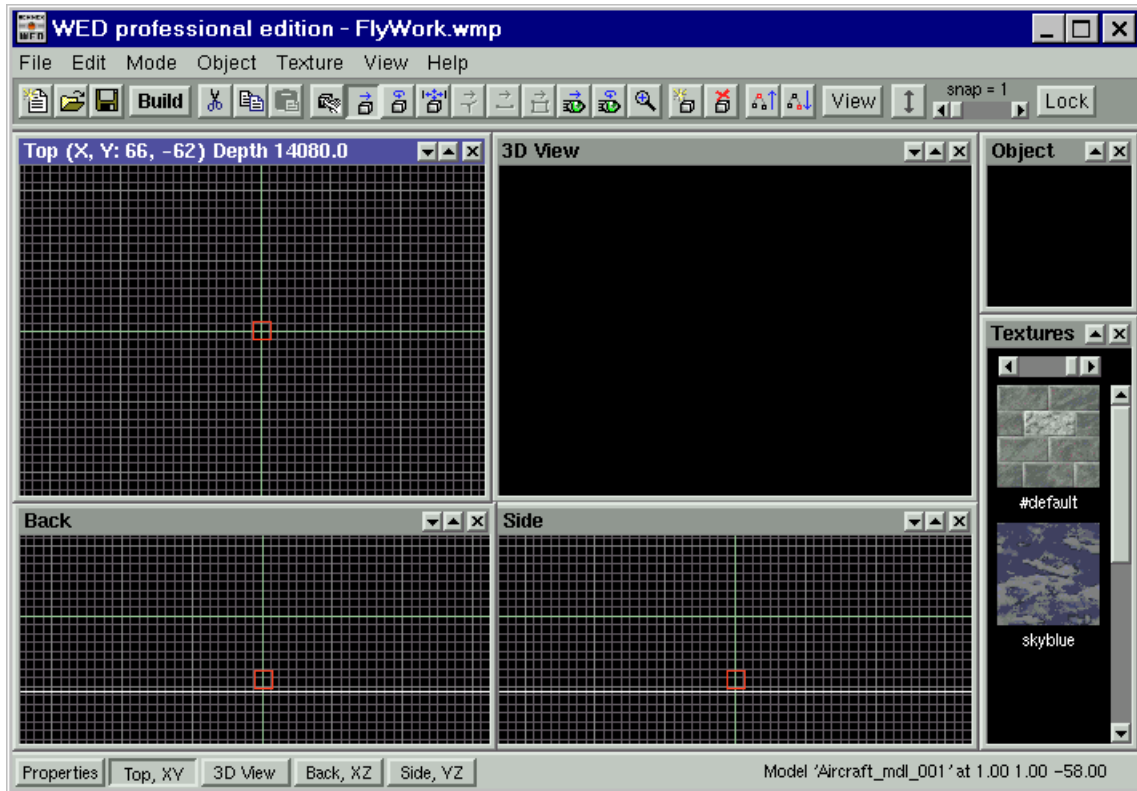 WED professional edition - FlyWork.wmp
File Edit Mode Object Texture View Help
Build View snap = 1 Lock
Top (X, Y: 66, -62) Depth 14080.0
3D View
Object
Textures
#default
skyblue
Back
Side
Properties Top, XY 3D View Back, XZ Side, YZ Model 'Aircraft_mdl_001' at 1.00 1.00 -58.00